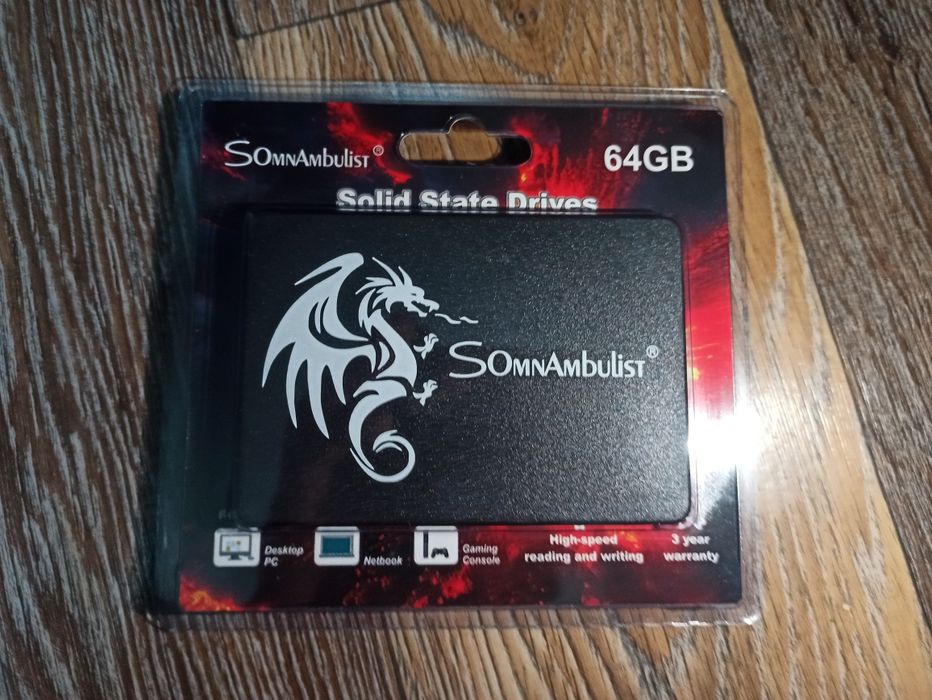 SOmnAmbulist® 64GB
Solid State Drives
SOmnAmbulist®
Desktop PC
Netbook
Gaming Console
High-speed reading and writing
3 year warranty